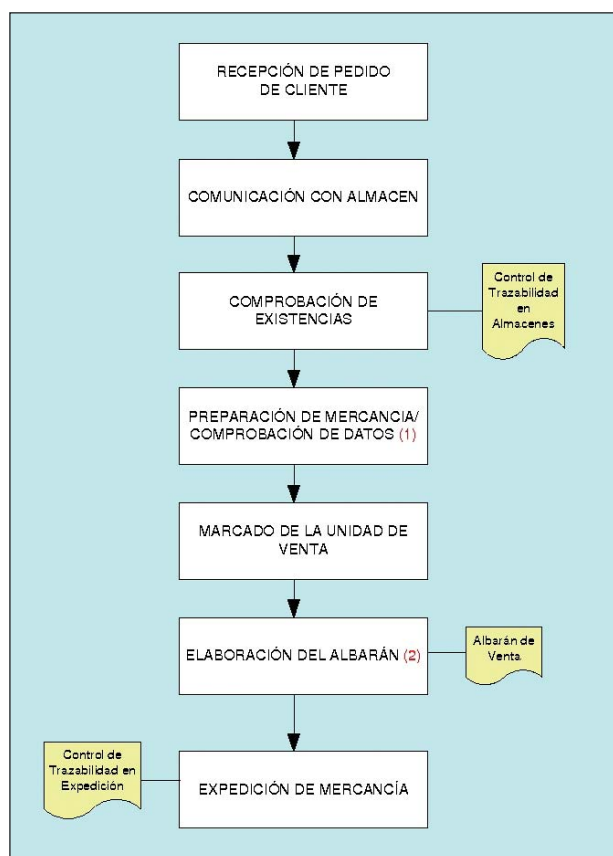 RECEPCIÓN DE PEDIDO
DE CLIENTE
COMUNICACIÓN CON ALMACEN
COMPROBACIÓN DE
EXISTENCIAS
Control de
Trazabilidad
en
Almacenes
PREPARACIÓN DE MERCANCIA/
COMPROBACIÓN DE DATOS (1)
MARCADO DE LA UNIDAD DE
VENTA
ELABORACIÓN DEL ALBARÁN (2)
Albarán de
Venta
Control de
Trazabilidad en
Expedición
EXPEDICIÓN DE MERCANCÍA